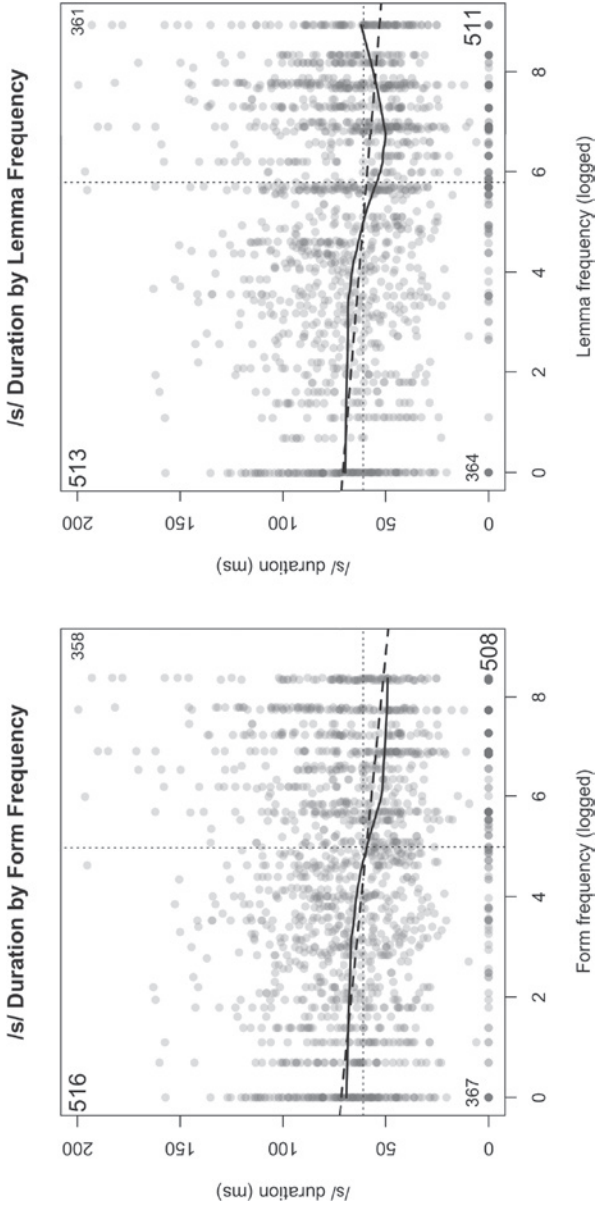 /s/ Duration by Form Frequency
516
358
200
150
100
50
0
/s/ duration (ms)
367
508
0 2 4 6 8
Form frequency (logged)
/s/ Duration by Lemma Frequency
513
361
200
150
100
50
0
/s/ duration (ms)
364
511
0 2 4 6 8
Lemma frequency (logged)